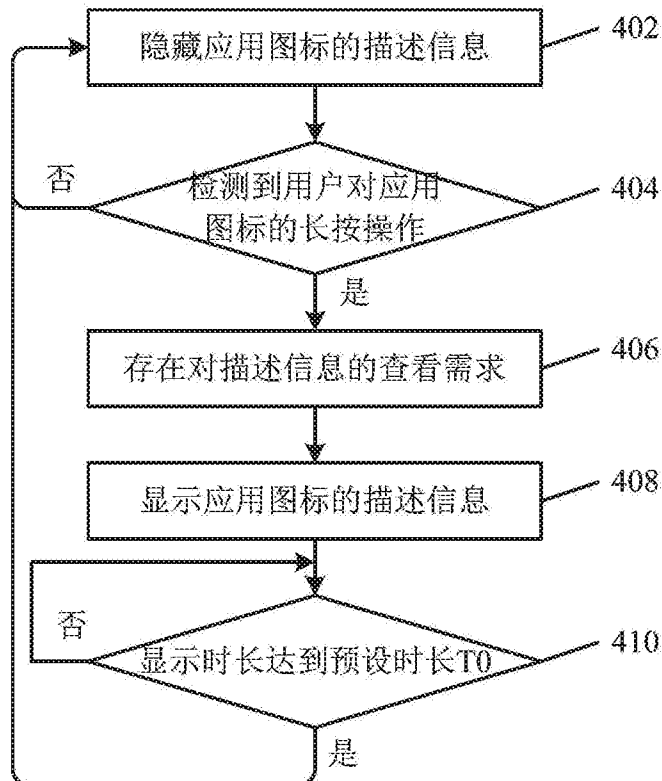 隐藏应用图标的描述信息
402
否
检测到用户对应用
图标的长按操作
404
是
存在对描述信息的查看需求
406
显示应用图标的描述信息
408
否
显示时长达到预设时长T0
410
是